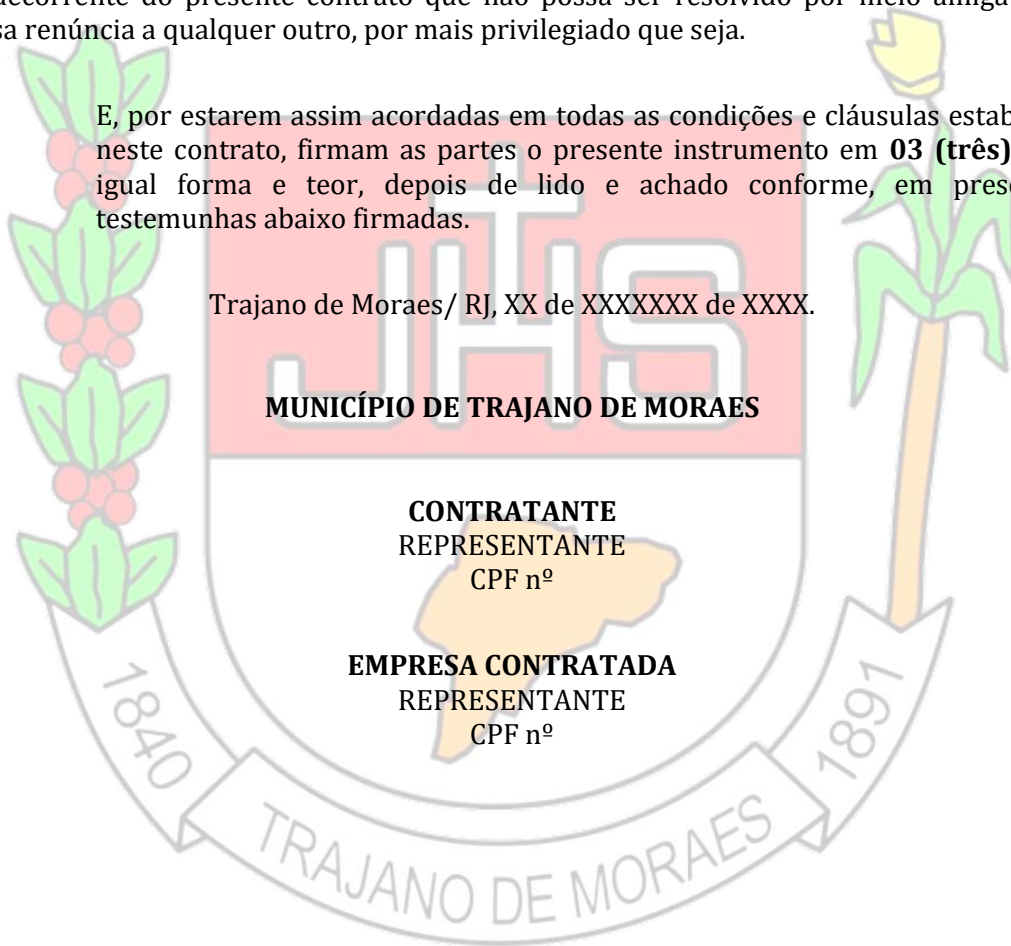 decorrente do presente contrato que não possa ser resolvido por meio
sa renúncia a qualquer outro, por mais privilegiado que seja.
E, por estarem assim acordadas em todas as condições e cláusulas
neste contrato, firmam as partes o presente instrumento em 03 (três)
igual forma e teor, depois de lido e achado conforme, em
testemunhas abaixo firmadas.
Trajano de Moraes/ RJ, XX de XXXXXXX de XXXX.
JHS
MUNICÍPIO DE TRAJANO DE MORAES
CONTRATANTE
REPRESENTANTE
CPF nº
EMPRESA CONTRATADA
REPRESENTANTE
CPF nº
1840
TRAJANO DE MORAES
1891